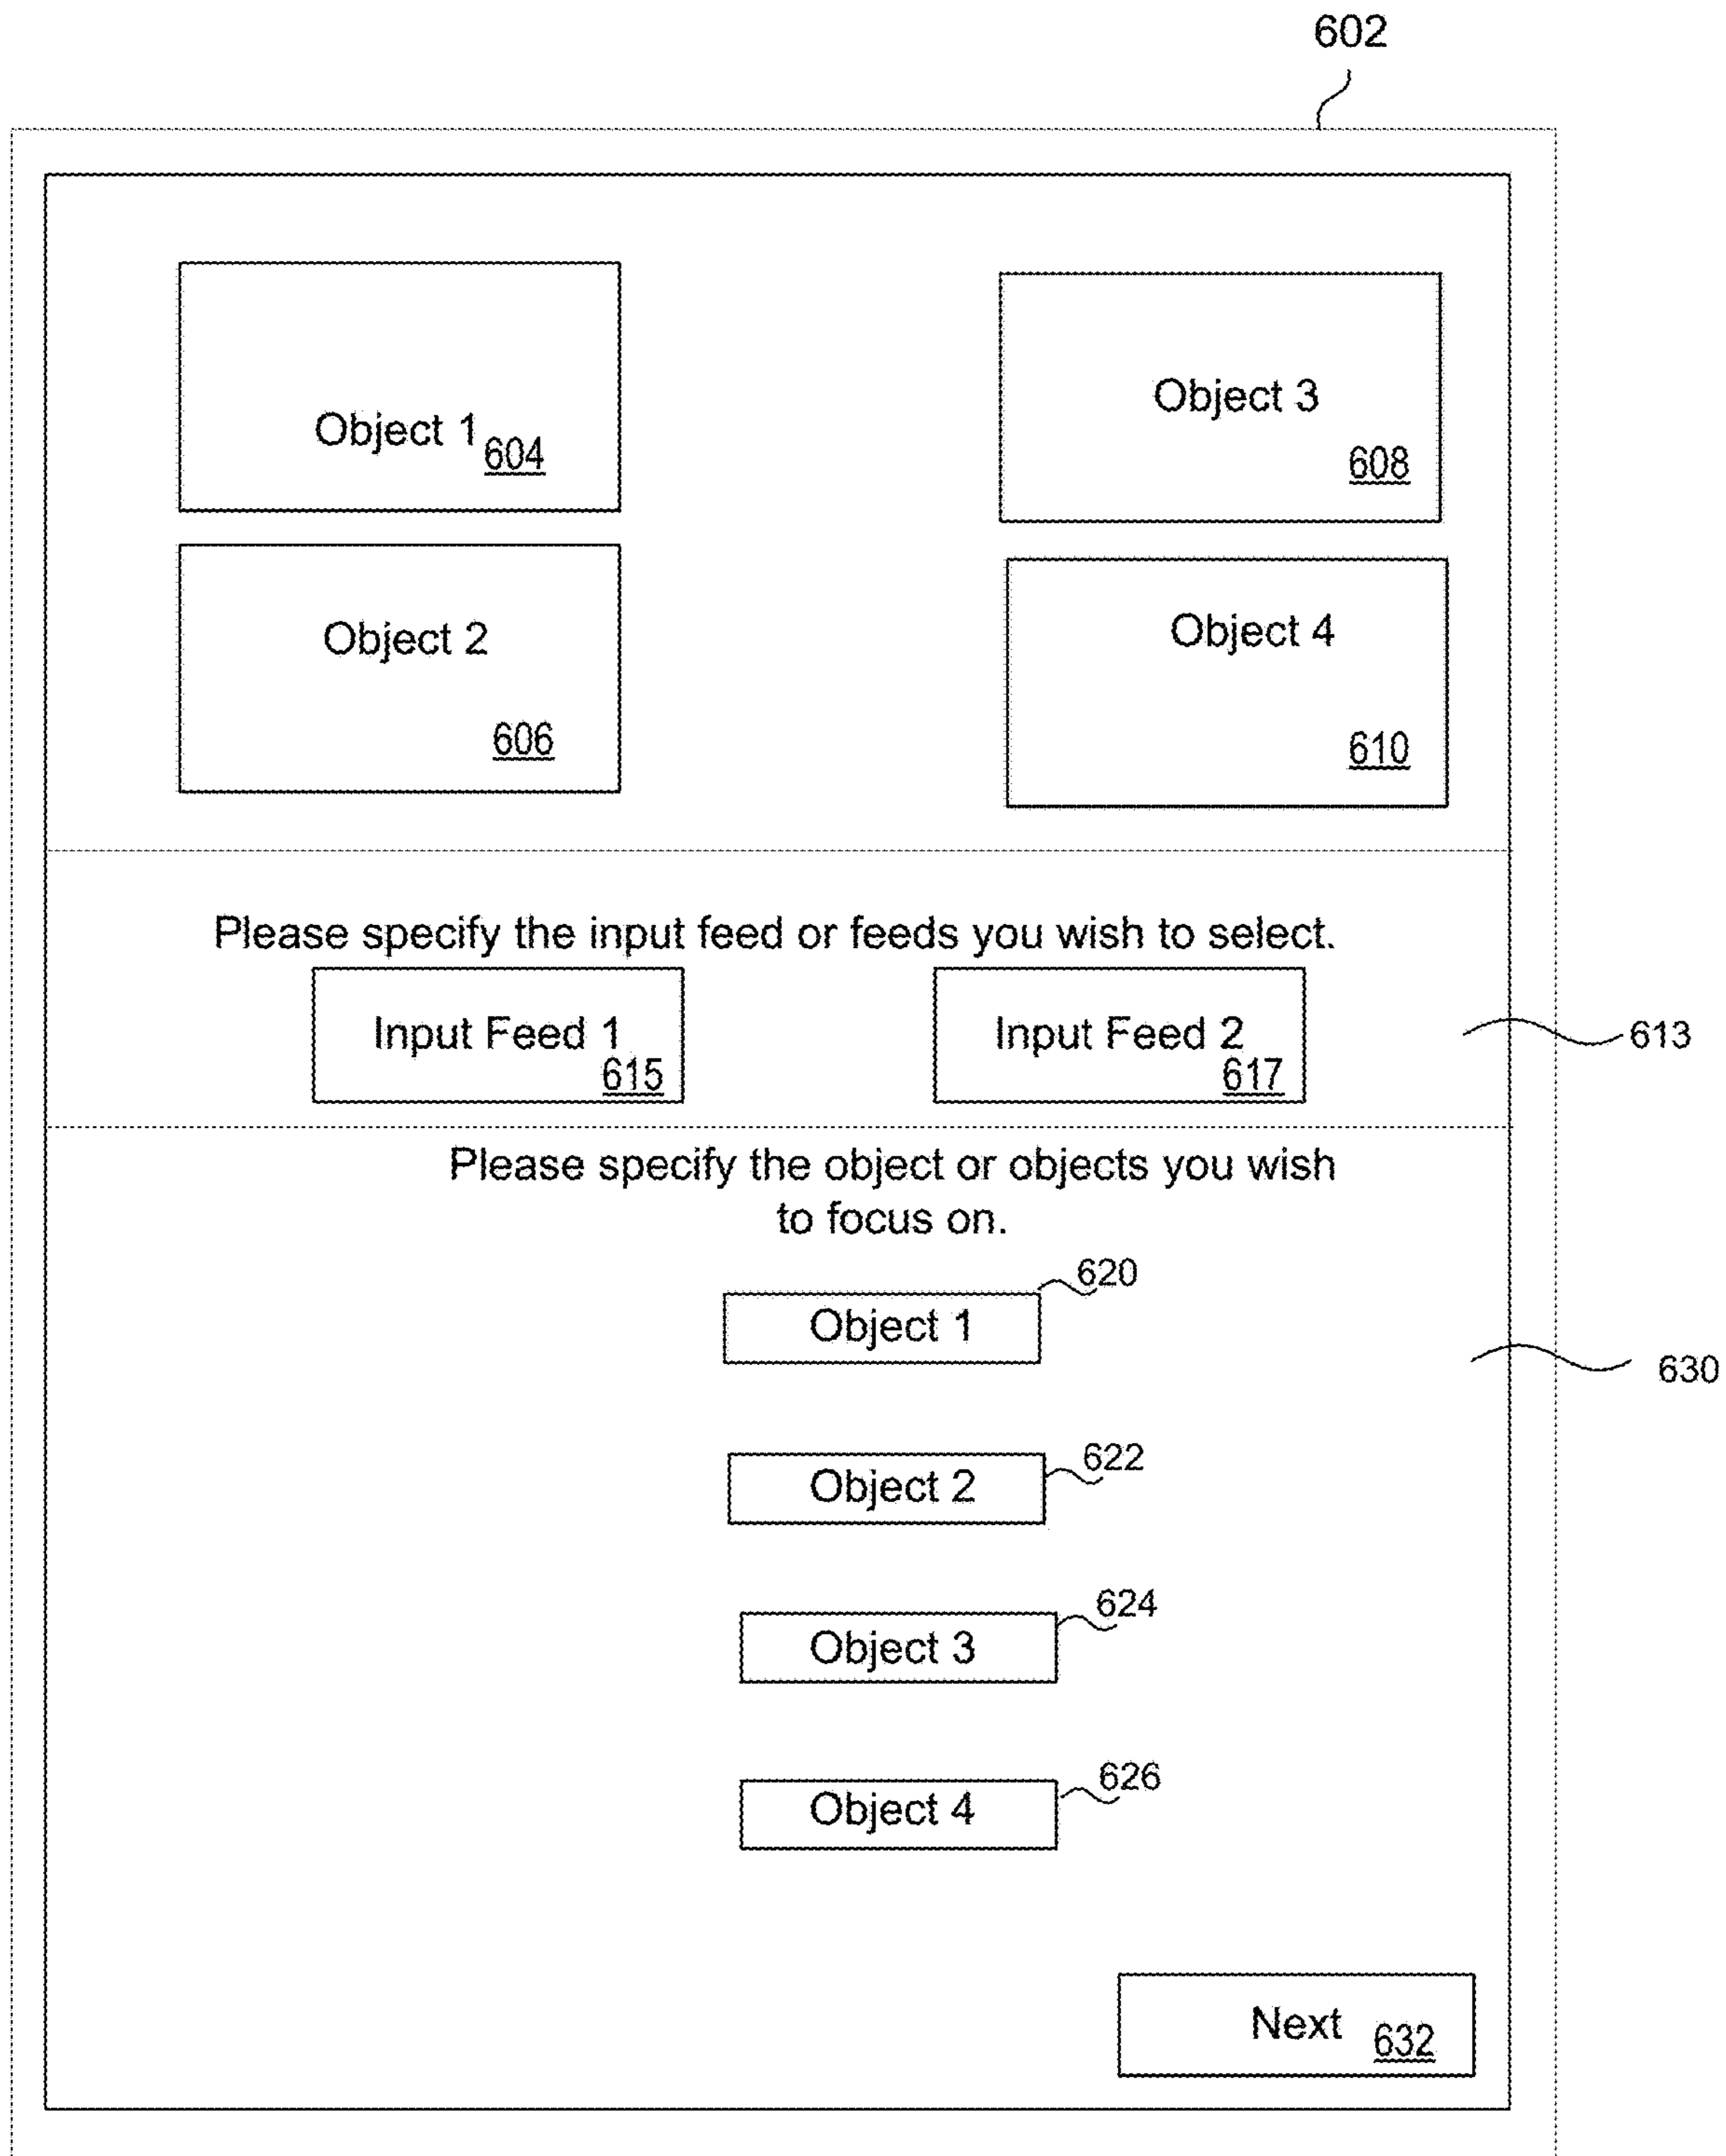 602
Object 1
604
Object 3
608
Object 2
606
Object 4
610
Please specify the input feed or feeds you wish to select.
Input Feed 1
615
Input Feed 2
617
613
Please specify the object or objects you wish
to focus on.
620
Object 1
630
622
Object 2
624
Object 3
626
Object 4
Next
632